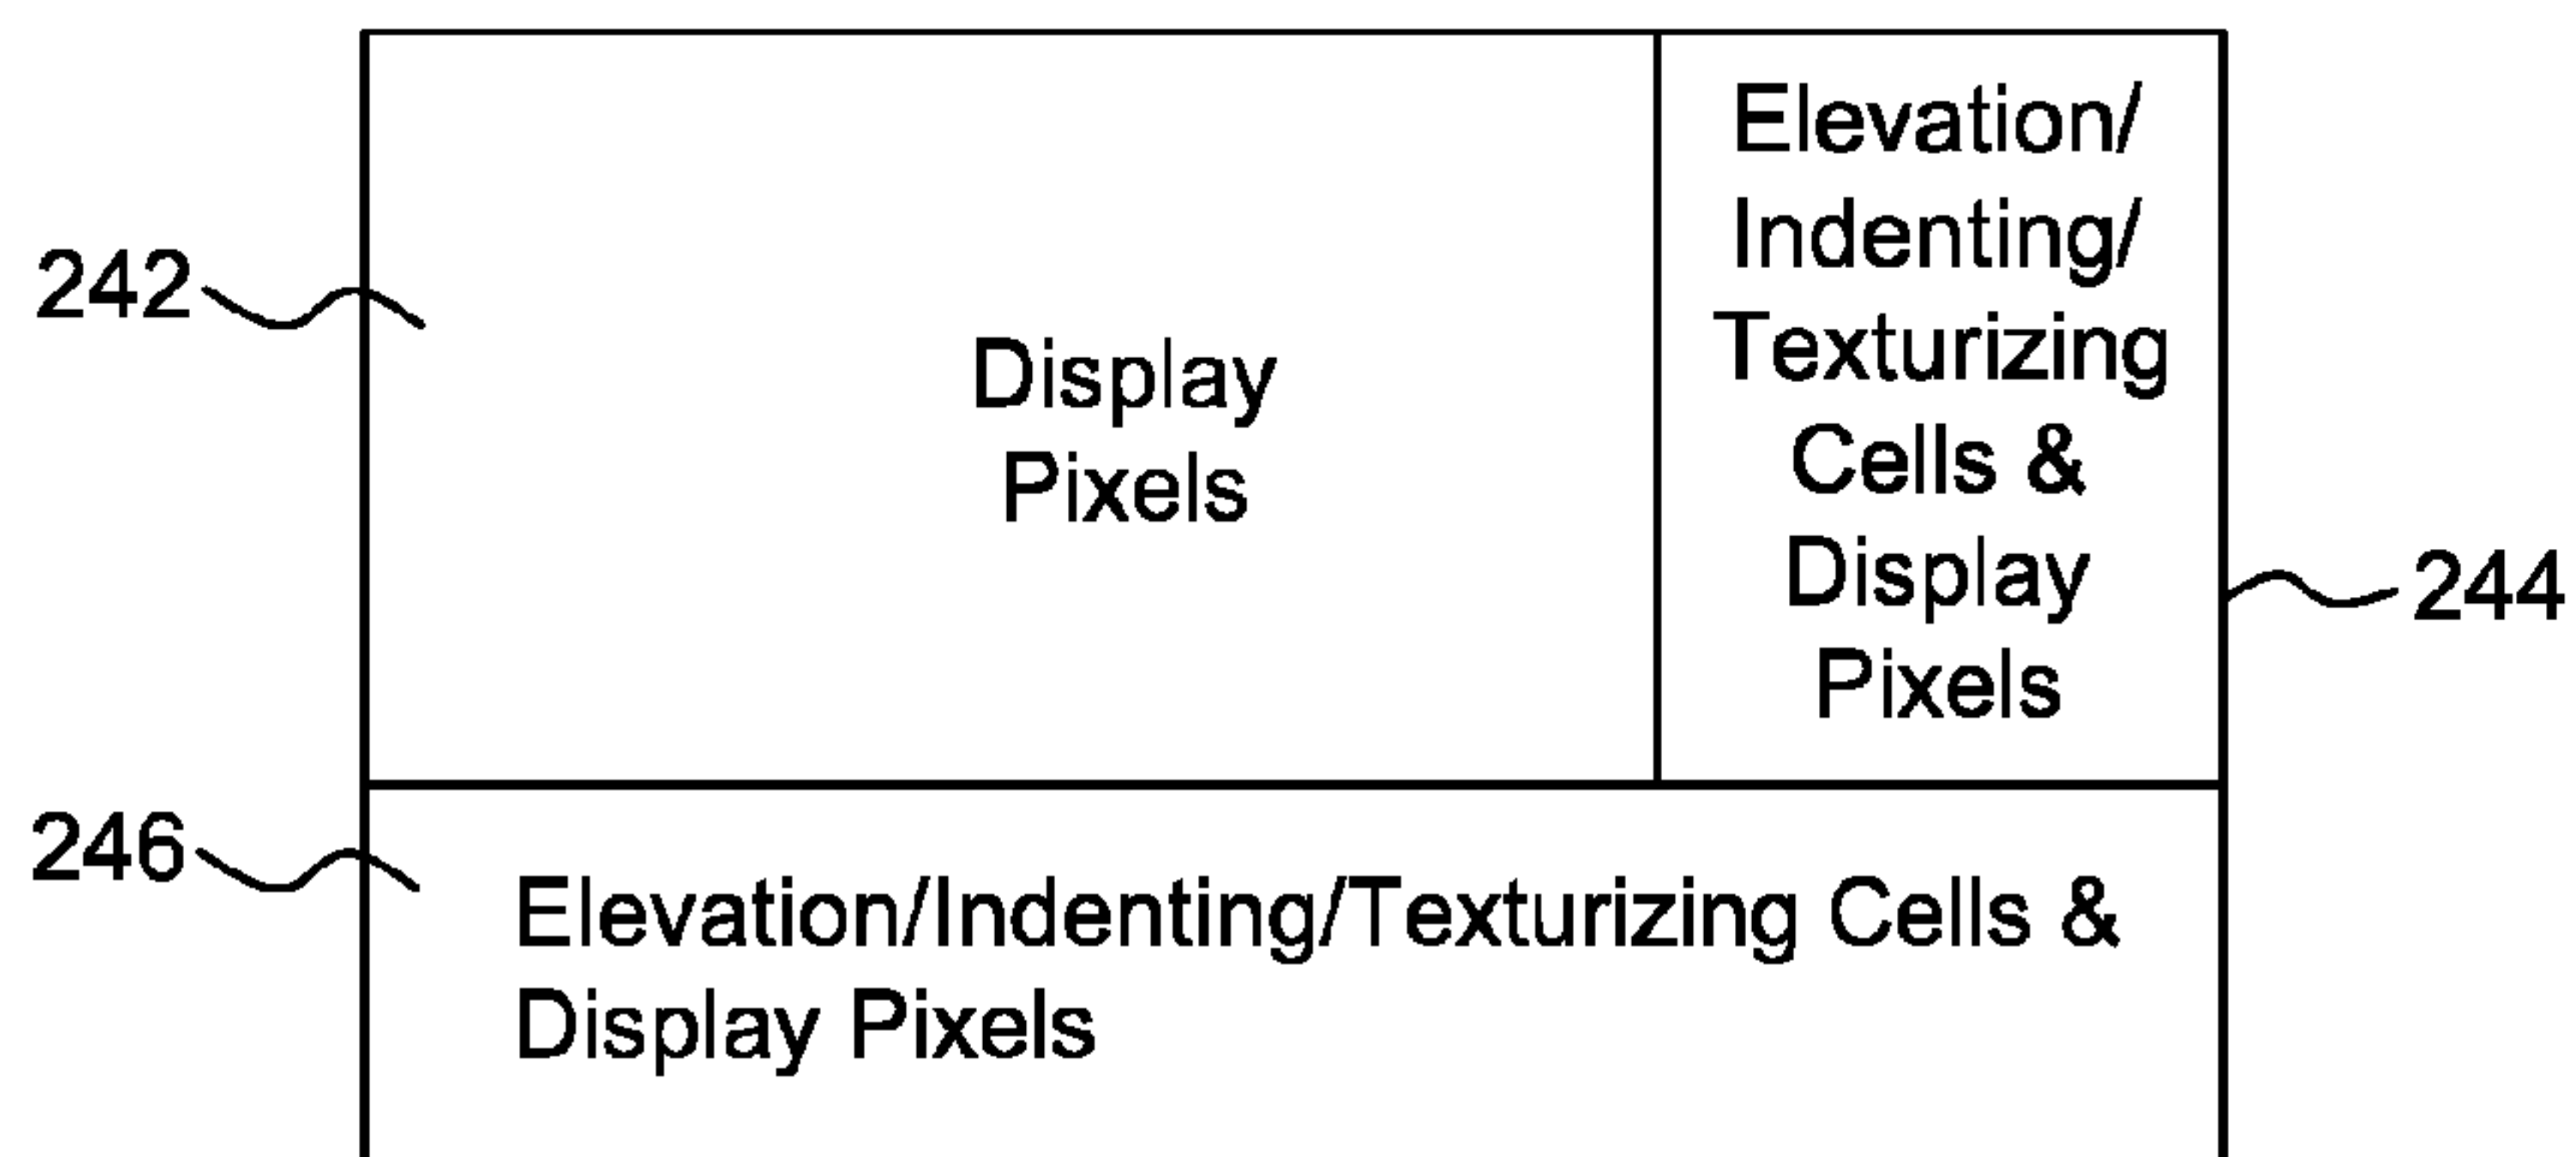 242
Display
Pixels
Elevation/
Indenting/
Texturizing
Cells &
Display
Pixels
244
246
Elevation/Indenting/Texturizing Cells &
Display Pixels